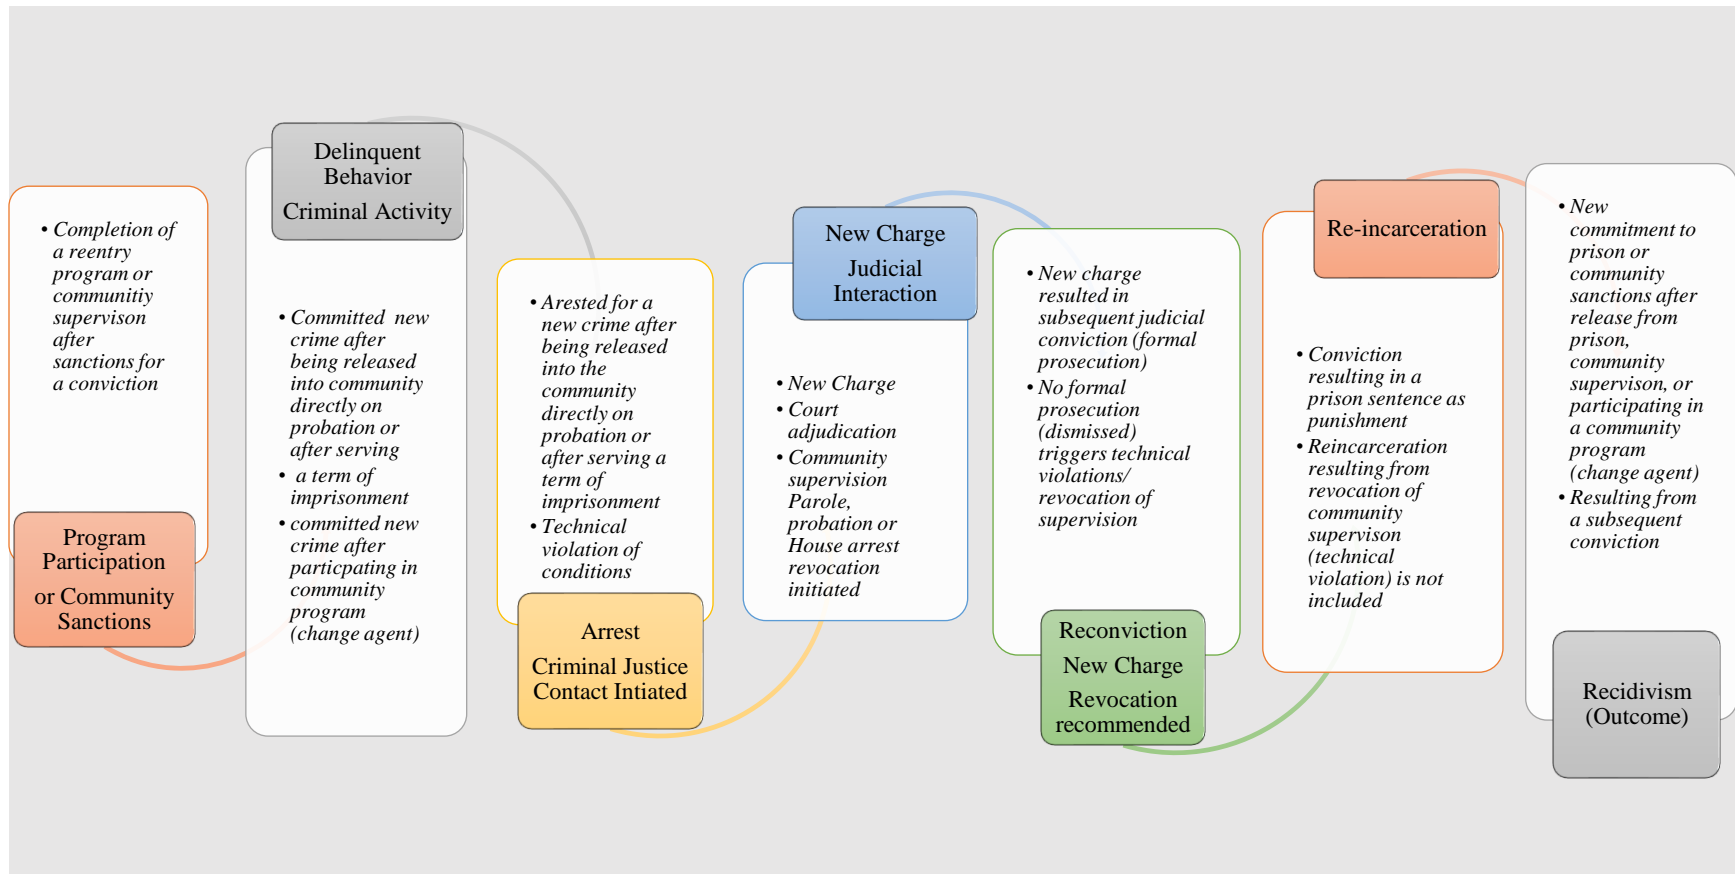 • Completion of
a reentry
program or
communitiy
supervison
after
sanctions for
a conviction
Program
Participation
or Community
Sanctions
Delinquent
Behavior
Criminal Activity
• Committed new
crime after
being released
into community
directly on
probation or
after serving
• a term of
imprisonment
• committed new
crime after
particpating in
community
program
(change agent)
• Arested for a
new crime after
being released
into the
community
directly on
probation or
after serving a
term of
imprisonment
• Technical
violation of
conditions
Arrest
Criminal Justice
Contact Intiated
New Charge
Judicial
Interaction
• New Charge
• Court
adjudication
• Community
supervision
Parole,
probation or
House arrest
revocation
initiated
• New charge
resulted in
subsequent judicial
conviction (formal
prosecution)
• No formal
prosecution
(dismissed)
triggers technical
violations/
revocation of
supervision
Reconviction
New Charge
Revocation
recommended
Re-incarceration
• Conviction
resulting in a
prison sentence as
punishment
• Reincarceration
resulting from
revocation of
community
supervison
(technical
violation) is not
included
• New
commitment to
prison or
community
sanctions after
release from
prison,
community
supervison, or
participating in
a community
program
(change agent)
• Resulting from
a subsequent
conviction
Recidivism
(Outcome)